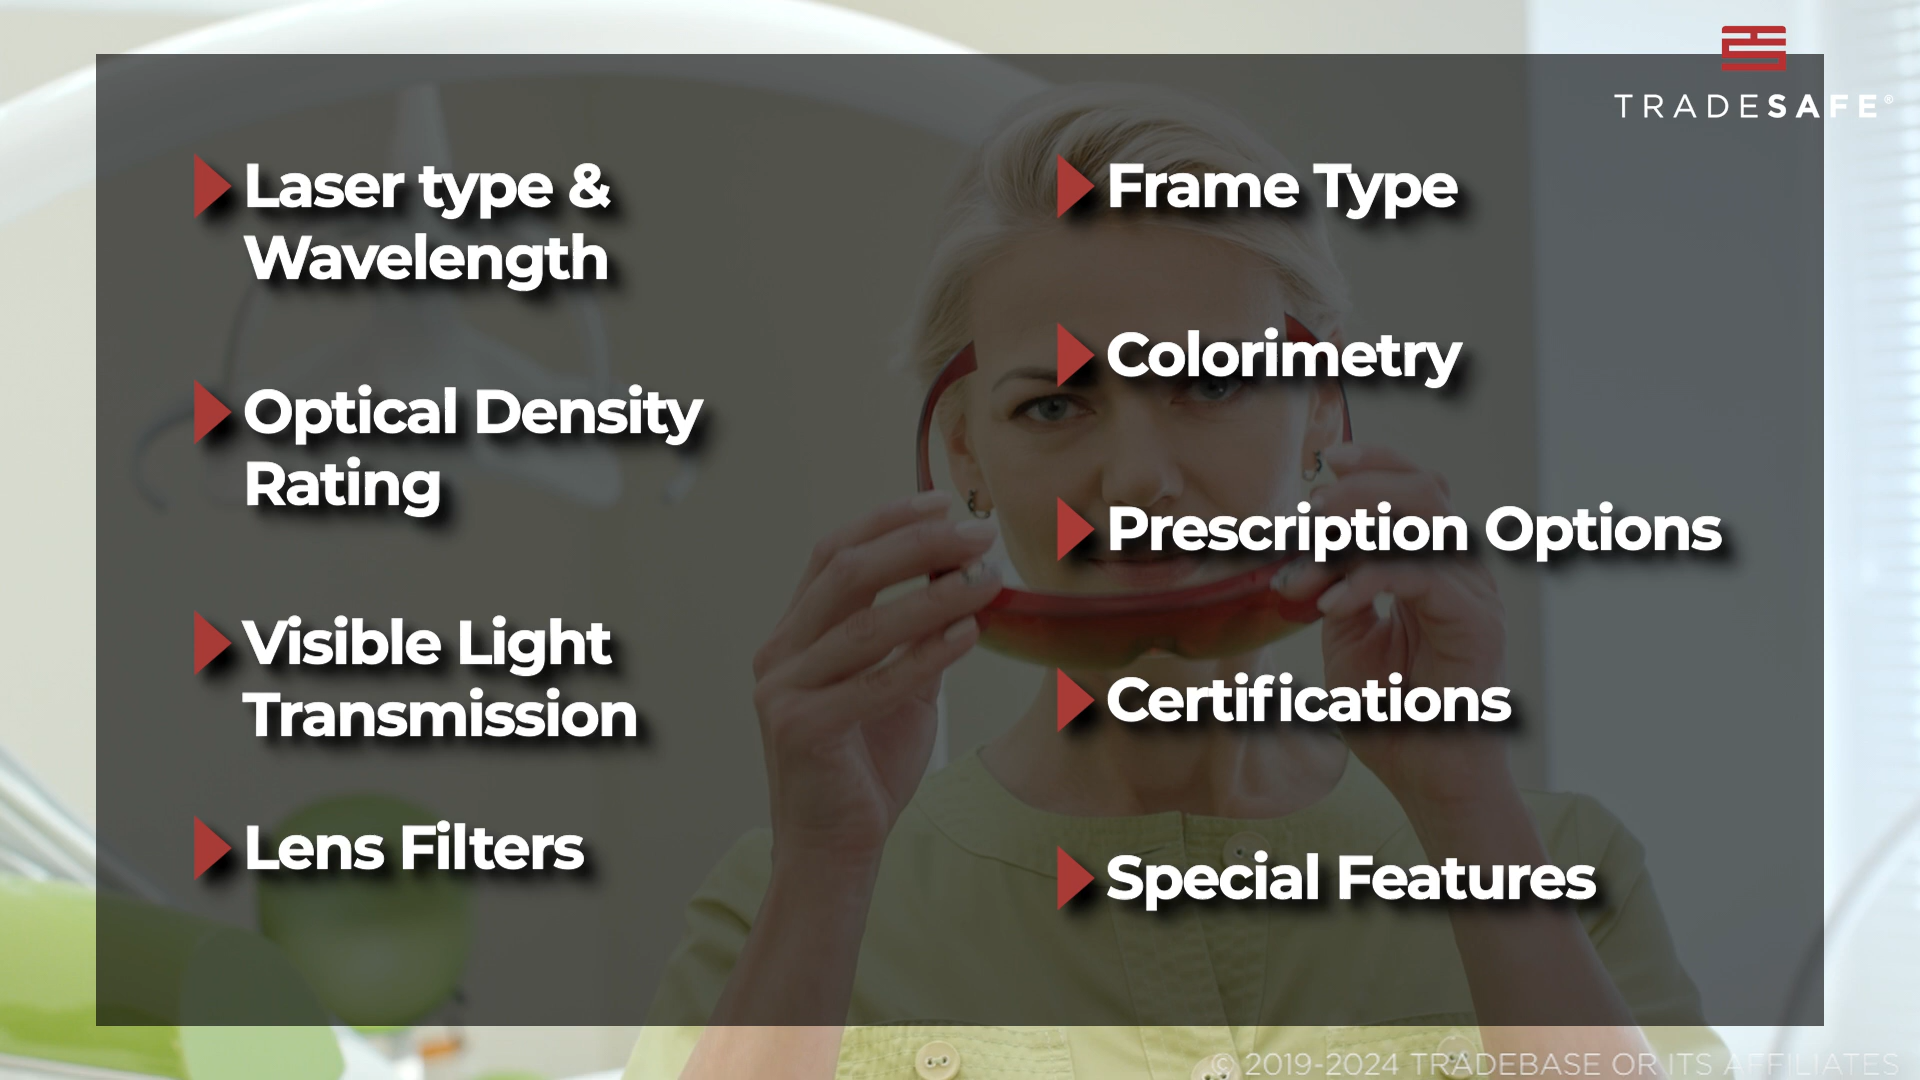 TRADESAFE®
Laser type &
Wavelength
Optical Density
Rating
Visible Light
Transmission
Lens Filters
Frame Type
Colorimetry
Prescription Options
Certifications
Special Features
© 2019-2024 TRADEBASE OR ITS AFFILIATES